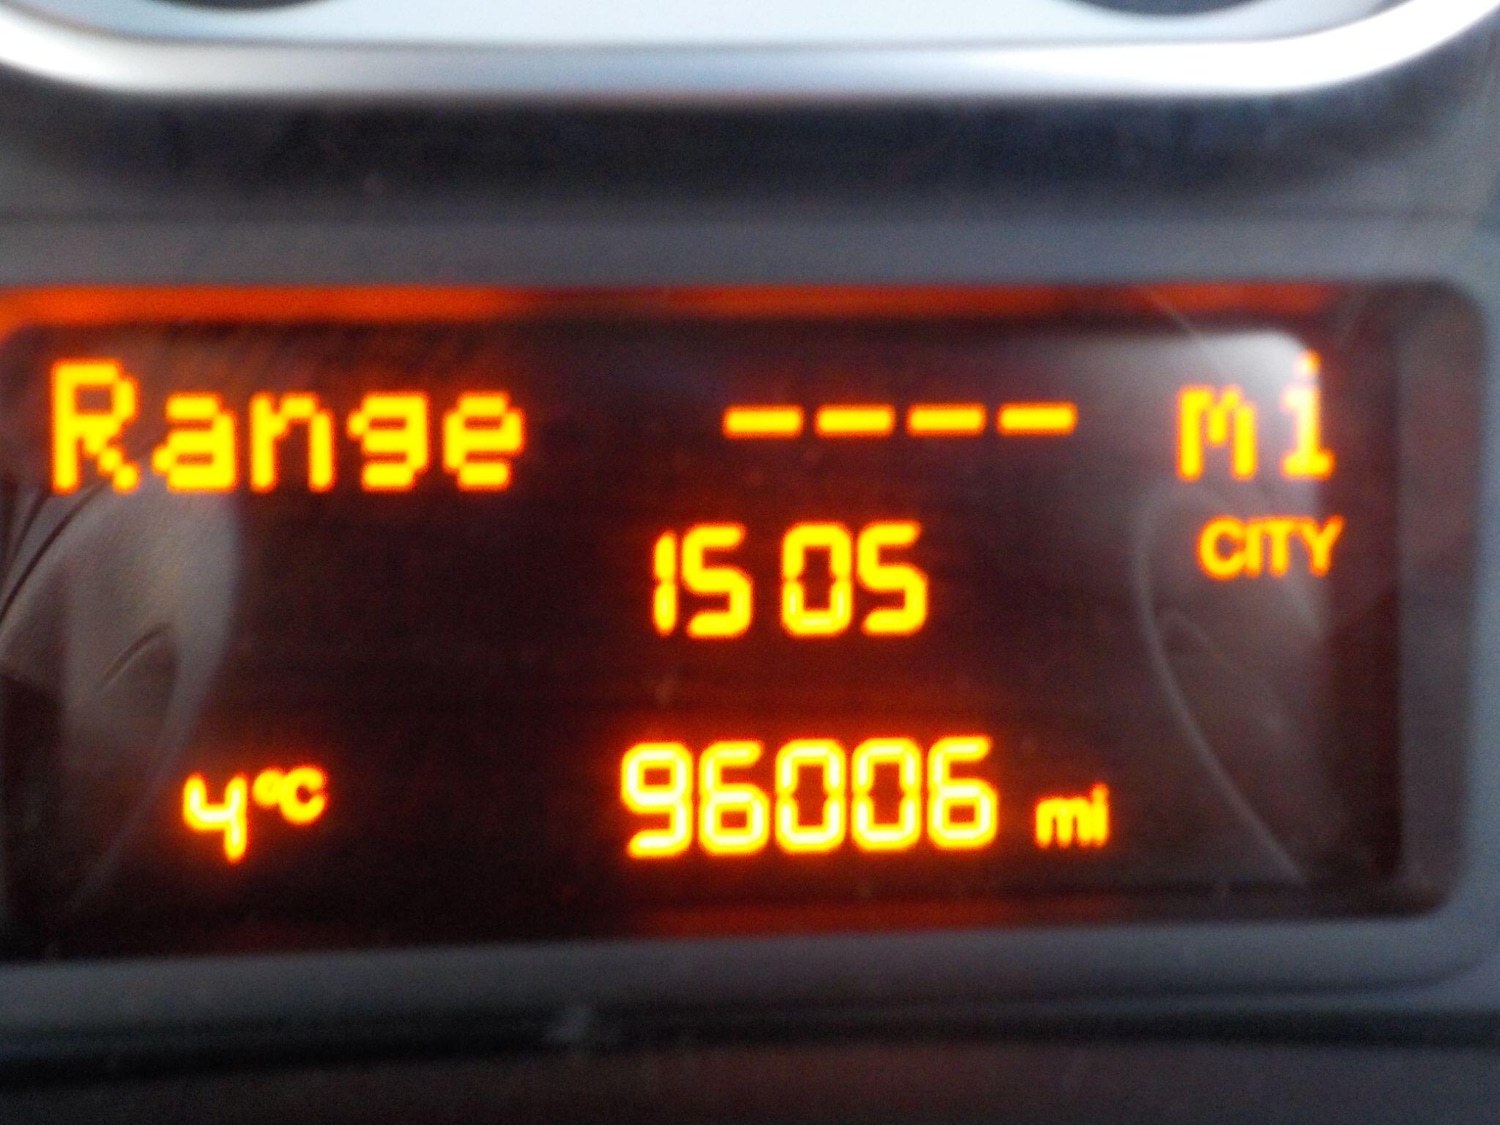 Range ---- mi
CITY
15 05
4°C 96006 mi